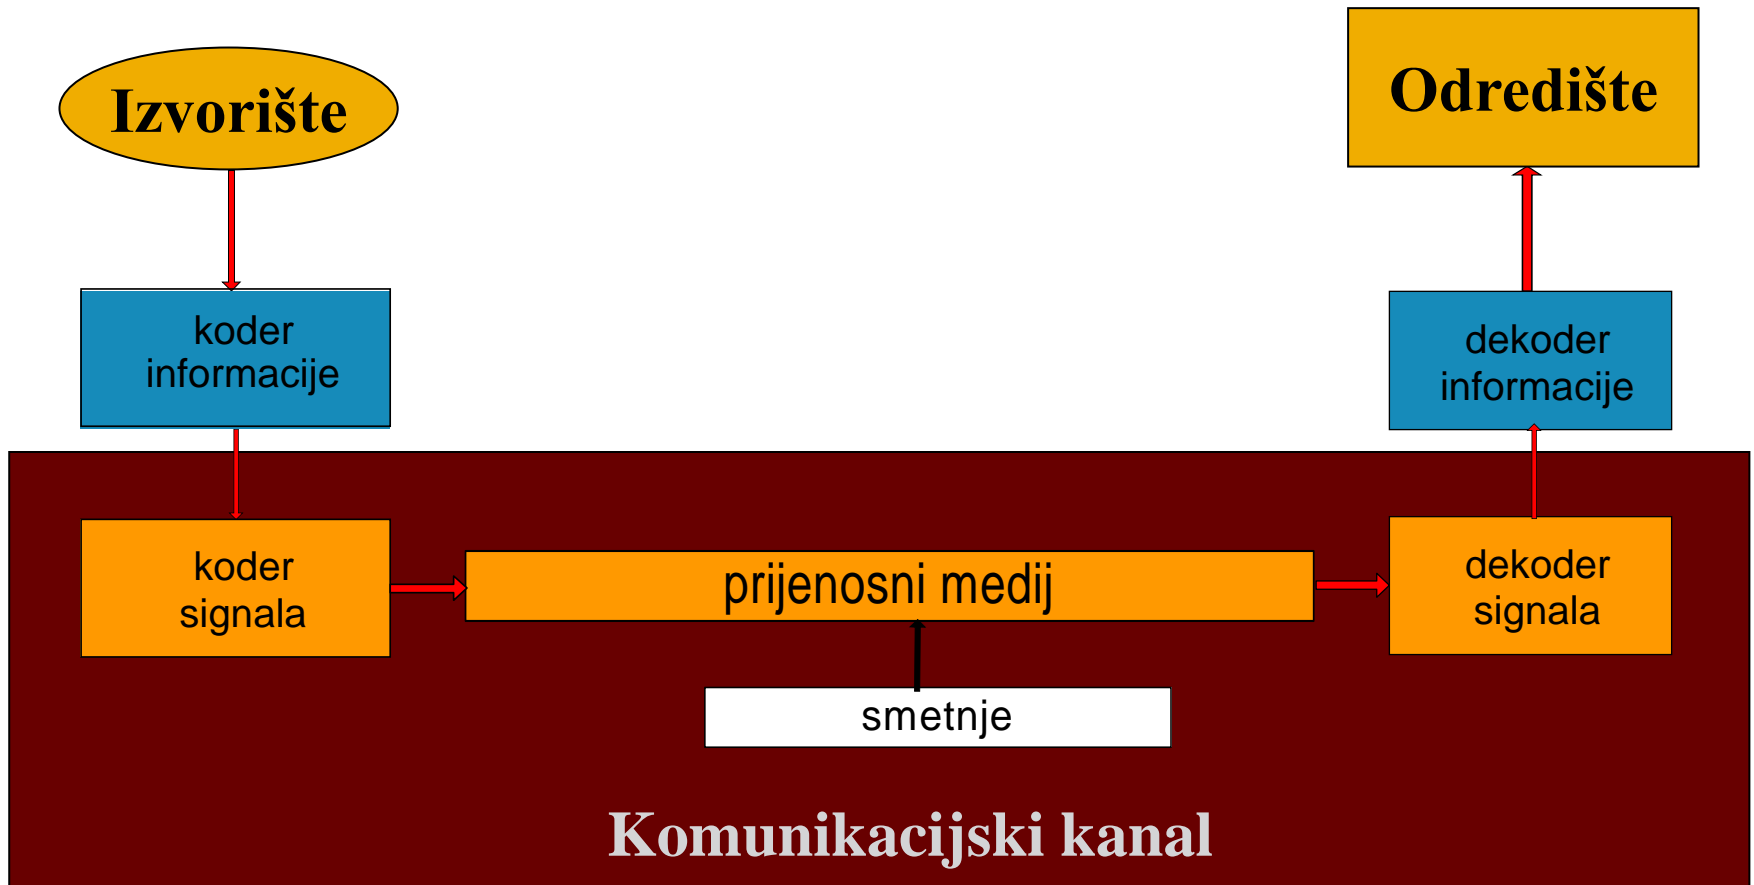 Izvorište
Odredište
koder
informacije
dekoder
informacije
koder
signala
prijenosni medij
dekoder
signala
smetnje
Komunikacijski kanal